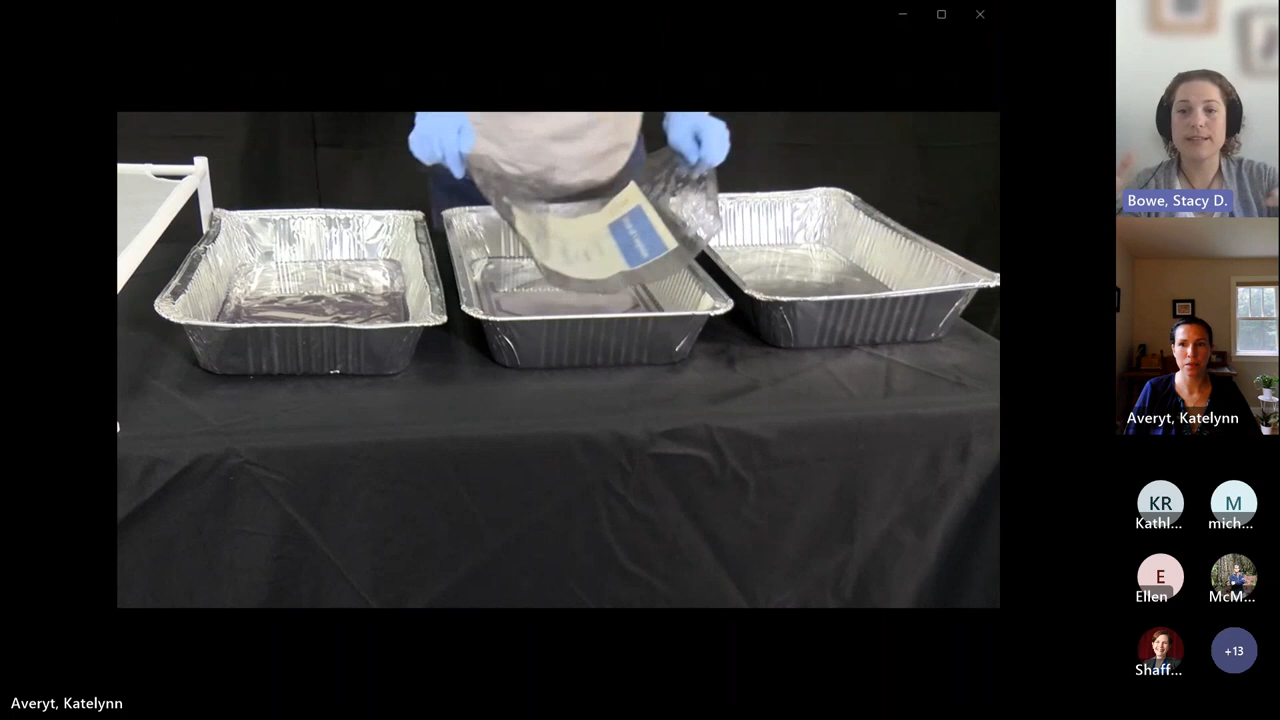 Bowe, Stacy D.
Averyt, Katelynn
KR
M
Kathl...
mich...
E
Ellen
McM...
Shaff...
+13
Averyt, Katelynn